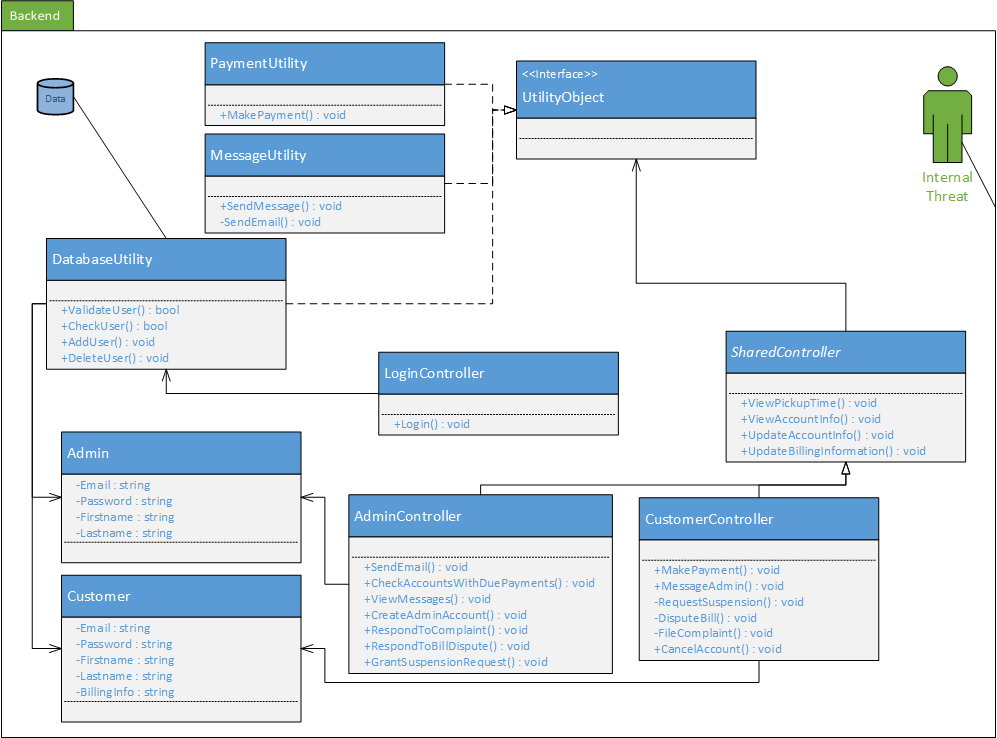 Backend
PaymentUtility
+MakePayment() : void
<<Interface>>
UtilityObject
Data
Internal
Threat
MessageUtility
+SendMessage() : void
-SendEmail() : void
DatabaseUtility
+ValidateUser() : bool
+CheckUser() : bool
+AddUser() : void
+DeleteUser() : void
LoginController
+Login() : void
SharedController
+ViewPickupTime() : void
+ViewAccountInfo() : void
+UpdateAccountInfo() : void
+UpdateBillingInformation() : void
Admin
-Email : string
-Password : string
-Firstname : string
-Lastname : string
AdminController
+SendEmail() : void
+CheckAccountsWithDuePayments() : void
+ViewMessages() : void
+CreateAdminAccount() : void
+RespondToComplaint() : void
+RespondToBillDispute() : void
+GrantSuspensionRequest() : void
CustomerController
+MakePayment() : void
+MessageAdmin() : void
-RequestSuspension() : void
-DisputeBill() : void
-FileComplaint() : void
+CancelAccount() : void
Customer
-Email : string
-Password : string
-Firstname : string
-Lastname : string
-BillingInfo : string